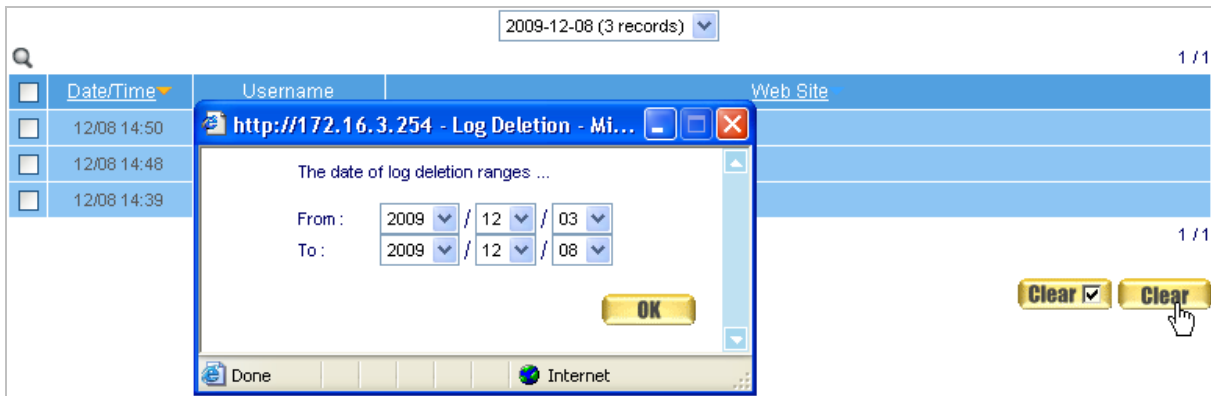 2009-12-08 (3 records)
1 / 1
Date/Time Username Web Site
12/08 14:50
12/08 14:48
12/08 14:39
http://172.16.3.254 - Log Deletion - Mi...
The date of log deletion ranges ...
From : 2009 / 12 / 03
To : 2009 / 12 / 08
OK
Done Internet
1 / 1
Clear Clear